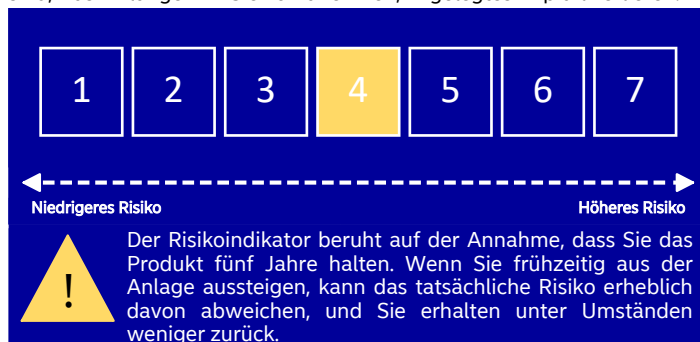 1 2 3 4 5 6 7
Niedrigeres Risiko Höheres Risiko
Der Risikoindikator beruht auf der Annahme, dass Sie das
Produkt fünf Jahre halten. Wenn Sie frühzeitig aus der
! Anlage aussteigen, kann das tatsächliche Risiko erheblich
davon abweichen, und Sie erhalten unter Umständen
weniger zurück.